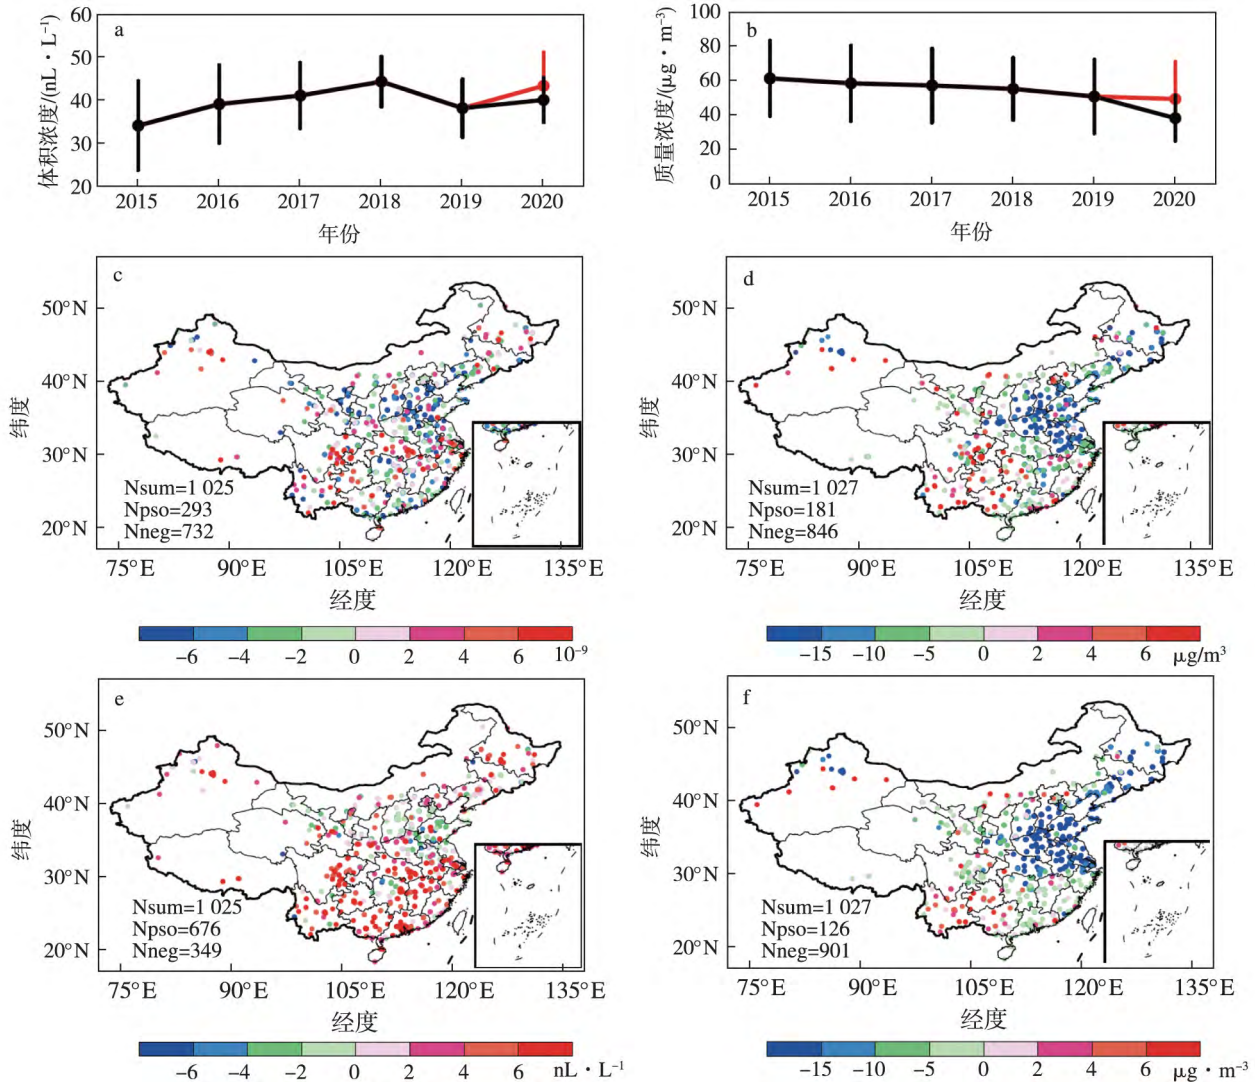 a
60
50
40
30
20
体积浓度/(nL·L⁻¹)
2015 2016 2017 2018 2019 2020
年份
b
100
80
60
40
20
0
质量浓度/(μg·m⁻³)
2015 2016 2017 2018 2019 2020
年份
c
50°N
40°N
30°N
20°N
纬度
Nsum=1 025
Npso=293
Nneg=732
75°E 90°E 105°E 120°E 135°E
经度
−6 −4 −2 0 2 4 6 10⁻⁹
d
50°N
40°N
30°N
20°N
纬度
Nsum=1 027
Npso=181
Nneg=846
75°E 90°E 105°E 120°E 135°E
经度
−15 −10 −5 0 2 4 6 μg/m³
e
50°N
40°N
30°N
20°N
纬度
Nsum=1 025
Npso=676
Nneg=349
75°E 90°E 105°E 120°E 135°E
经度
−6 −4 −2 0 2 4 6 nL·L⁻¹
f
50°N
40°N
30°N
20°N
纬度
Nsum=1 027
Npso=126
Nneg=901
75°E 90°E 105°E 120°E 135°E
经度
−15 −10 −5 0 2 4 6 μg·m⁻³